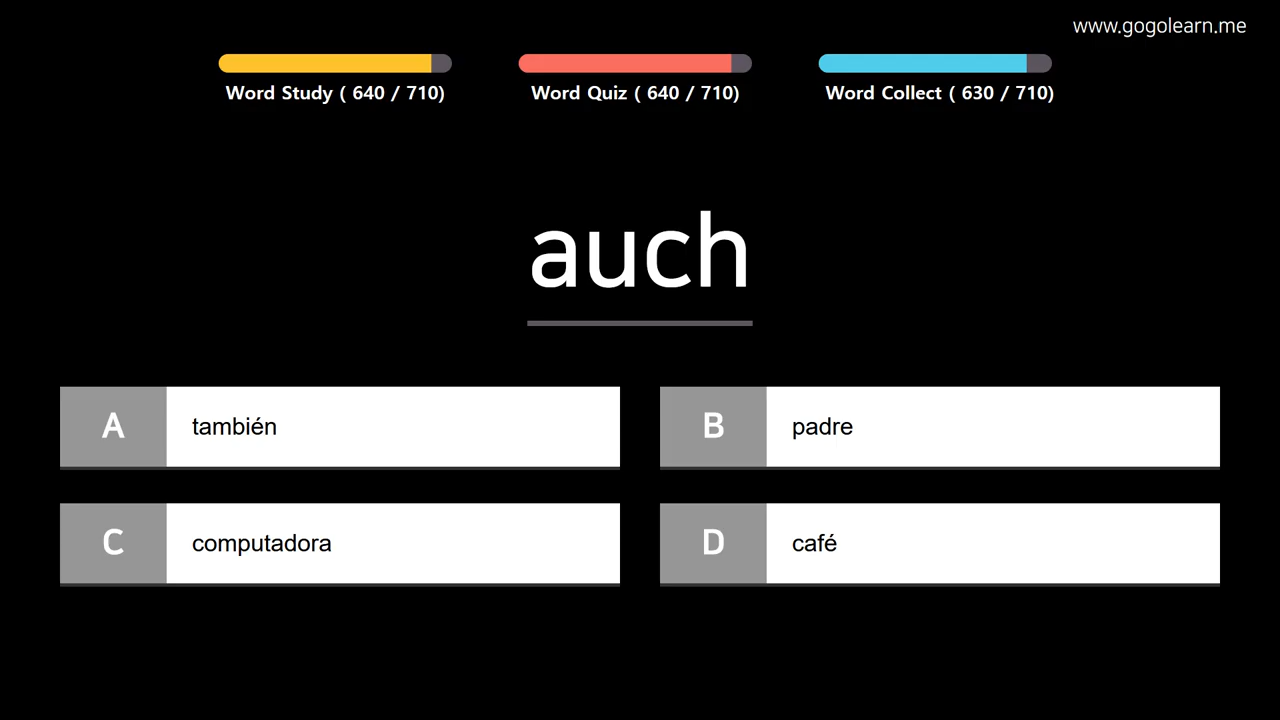 www.gogolearn.me
Word Study ( 640 / 710)
Word Quiz ( 640 / 710)
Word Collect ( 630 / 710)
auch
A también
B padre
C computadora
D café